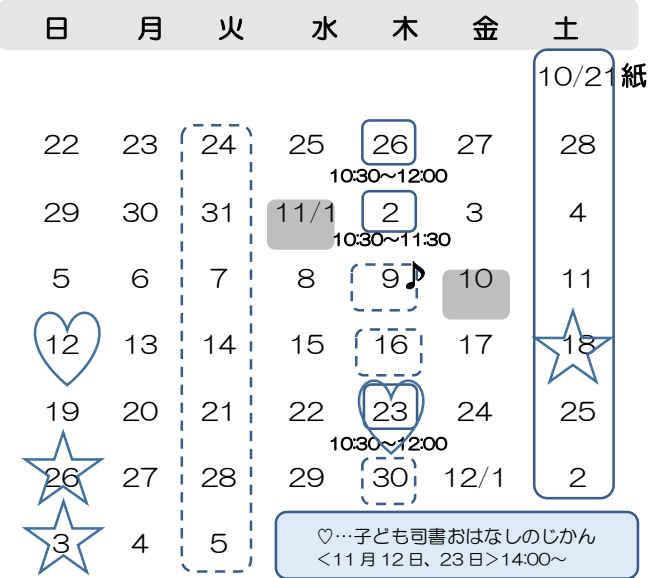 日 月 火 水 木 金 土
10/21 紙
22 23 24 25 26 27 28
10:30～12:00
29 30 31 11/1 2 3 4
10:30～11:30
5 6 7 8 9♪ 10 11
12 13 14 15 16 17 18
19 20 21 22 23 24 25
10:30～12:00
26 27 28 29 30 12/1 2
3 4 5
♡…子ども司書おはなしのじかん
＜11月12日、23日＞14:00～